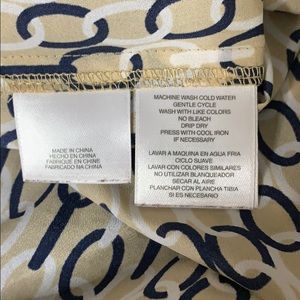 MADE IN CHINA
HECHO EN CHINA
FABRIQUE EN CHINE
FABRICADO NA CHINA
MACHINE WASH COLD WATER
GENTLE CYCLE
WASH WITH LIKE COLORS
NO BLEACH
DRIP DRY
PRESS WITH COOL IRON
IF NECESSARY
LAVAR A MAQUINA EN AGUA FRIA
CICLO SUAVE
LAVAR CON COLORES SIMILARES
NO UTILIZAR BLANQUEADOR
SECAR AL AIRE
PLANCHAR CON PLANCHA TIBIA
SI ES NECESARIO